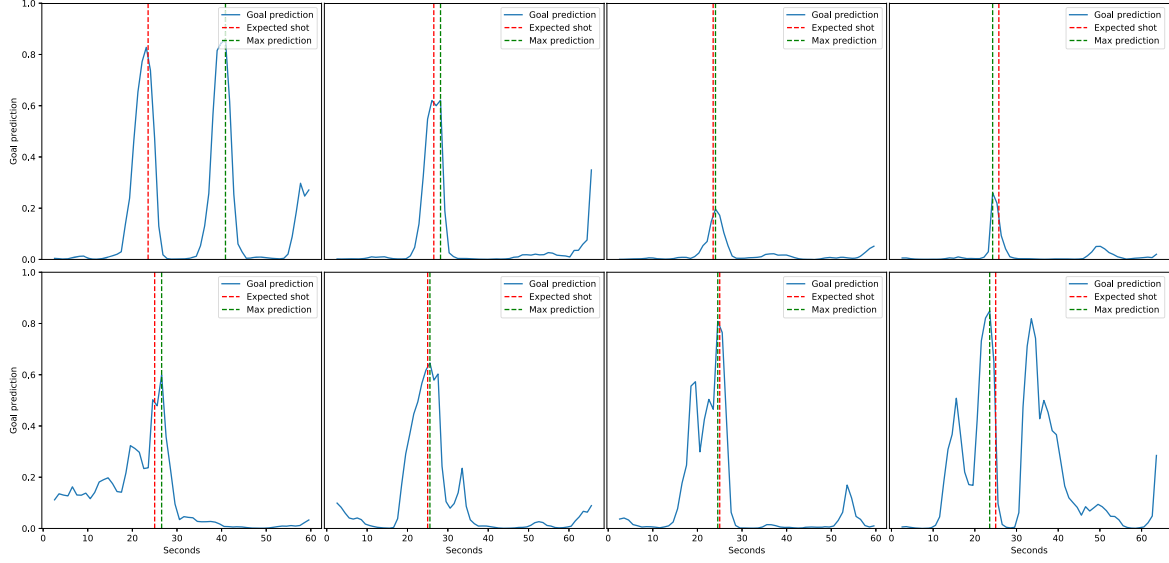 1.0
0.8
0.6
0.4
0.2
0.0
Goal prediction
Goal prediction
Expected shot
Max prediction
Goal prediction
Expected shot
Max prediction
Goal prediction
Expected shot
Max prediction
Goal prediction
Expected shot
Max prediction
1.0
0.8
0.6
0.4
0.2
0.0
Goal prediction
Goal prediction
Expected shot
Max prediction
Goal prediction
Expected shot
Max prediction
Goal prediction
Expected shot
Max prediction
Goal prediction
Expected shot
Max prediction
0 10 20 30 40 50 60
0 10 20 30 40 50 60
0 10 20 30 40 50 60
0 10 20 30 40 50 60
Seconds
Seconds
Seconds
Seconds